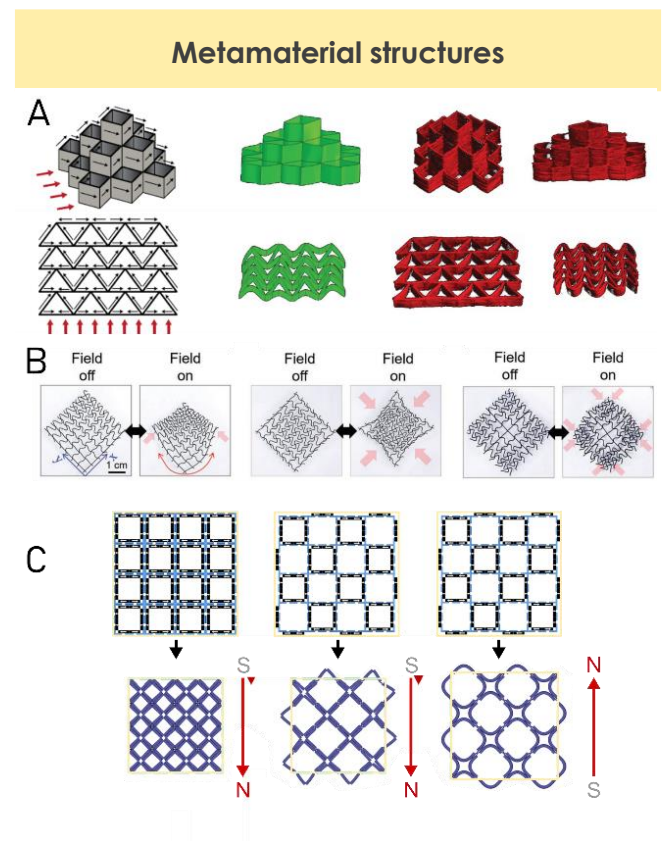 Metamaterial structures
A
B
Field
off
Field
on
Field
off
Field
on
Field
off
Field
on
1 cm
C
S
N
S
N
N
S